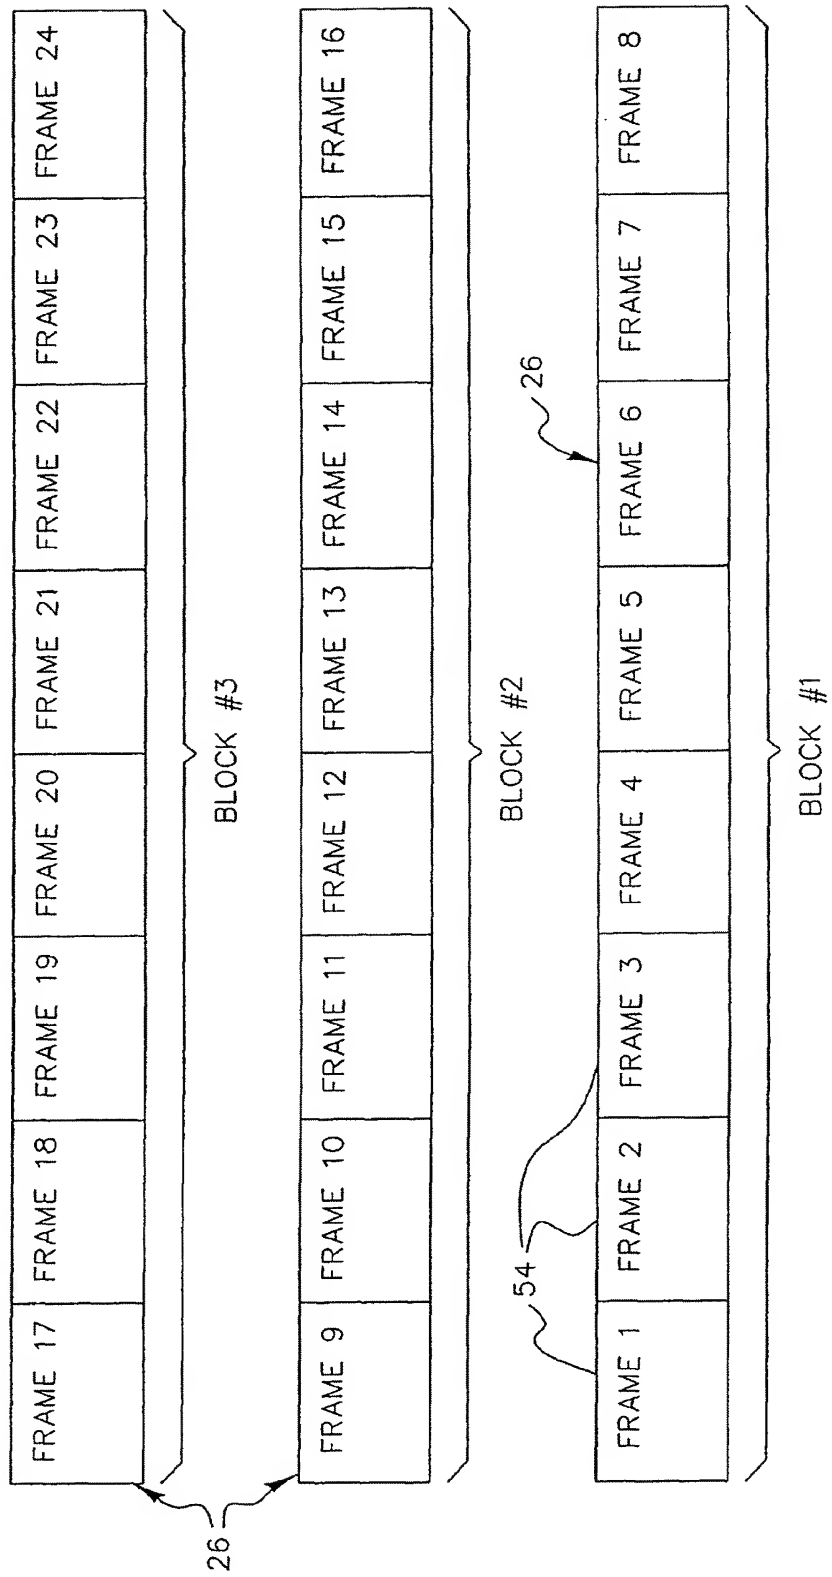 FRAME 17 FRAME 18 FRAME 19 FRAME 20 FRAME 21 FRAME 22 FRAME 23 FRAME 24
26
BLOCK #3
FRAME 9 FRAME 10 FRAME 11 FRAME 12 FRAME 13 FRAME 14 FRAME 15 FRAME 16
BLOCK #2
54
26
FRAME 1 FRAME 2 FRAME 3 FRAME 4 FRAME 5 FRAME 6 FRAME 7 FRAME 8
BLOCK #1